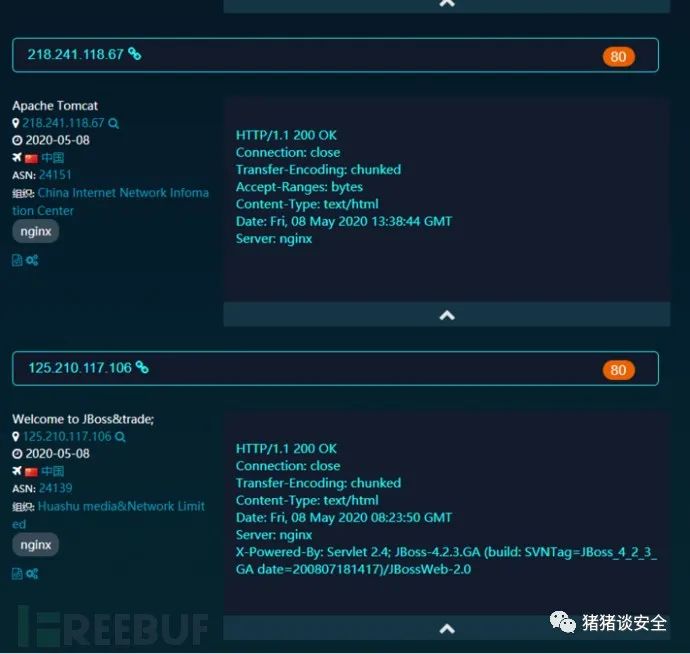 218.241.118.67
80
Apache Tomcat
218.241.118.67
2020-05-08
中国
ASN: 24151
组织: China Internet Network Infoma
tion Center
nginx
HTTP/1.1 200 OK
Connection: close
Transfer-Encoding: chunked
Accept-Ranges: bytes
Content-Type: text/html
Date: Fri, 08 May 2020 13:38:44 GMT
Server: nginx
125.210.117.106
80
Welcome to JBoss&trade;
125.210.117.106
2020-05-08
中国
ASN: 24139
组织: Huashu media&Network Limit
ed
nginx
HTTP/1.1 200 OK
Connection: close
Transfer-Encoding: chunked
Content-Type: text/html
Date: Fri, 08 May 2020 08:23:50 GMT
Server: nginx
X-Powered-By: Servlet 2.4; JBoss-4.2.3.GA (build: SVNTag=JBoss_4_2_3_
GA date=200807181417)/JBossWeb-2.0
FREEBUF
猪猪谈安全